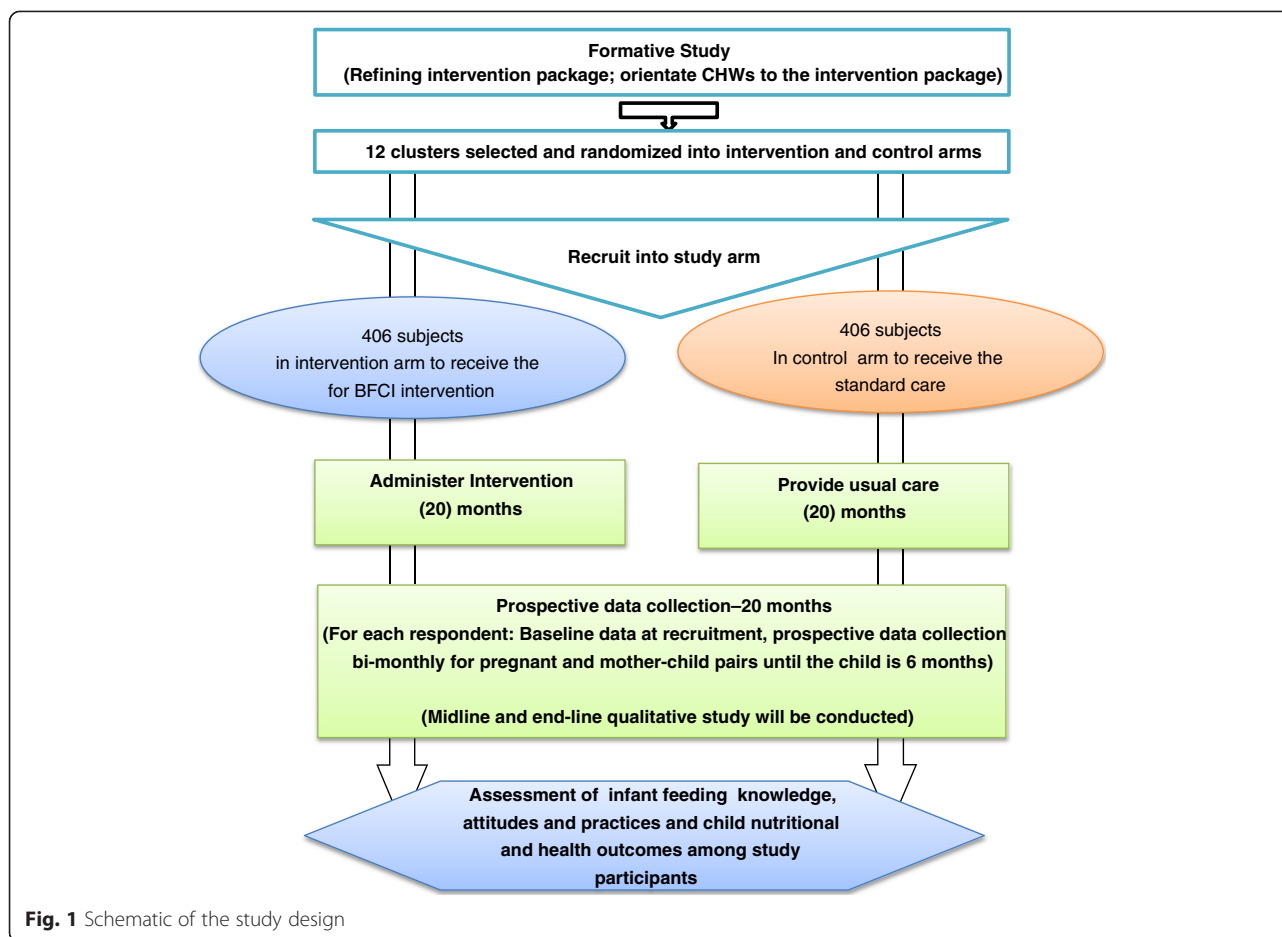 Formative Study
(Refining intervention package; orientate CHWs to the intervention package)
12 clusters selected and randomized into intervention and control arms
Recruit into study arm
406 subjects
in intervention arm to receive the
for BFCI intervention
406 subjects
In control arm to receive the
standard care
Administer Intervention
(20) months
Provide usual care
(20) months
Prospective data collection–20 months
(For each respondent: Baseline data at recruitment, prospective data collection
bi-monthly for pregnant and mother-child pairs until the child is 6 months)
(Midline and end-line qualitative study will be conducted)
Assessment of infant feeding knowledge,
attitudes and practices and child nutritional
and health outcomes among study
participants
Fig. 1 Schematic of the study design